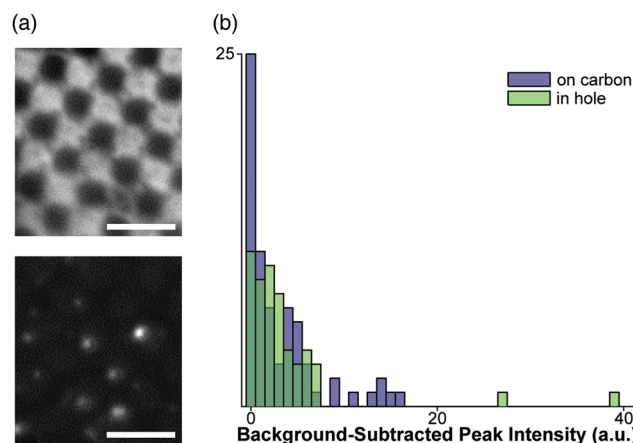 (a)
(b)
25
on carbon
in hole
0
20
40
Background-Subtracted Peak Intensity (a.u.)